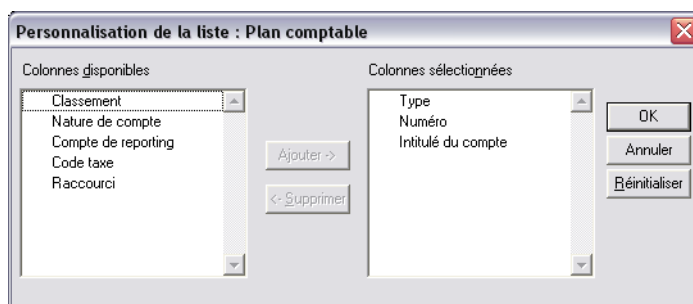 Personnalisation de la liste : Plan comptable
Colonnes disponibles
Classement
Nature de compte
Compte de reporting
Code taxe
Raccourci
Ajouter ->
<- Supprimer
Colonnes sélectionnées
Type
Numéro
Intitulé du compte
OK
Annuler
Réinitialiser